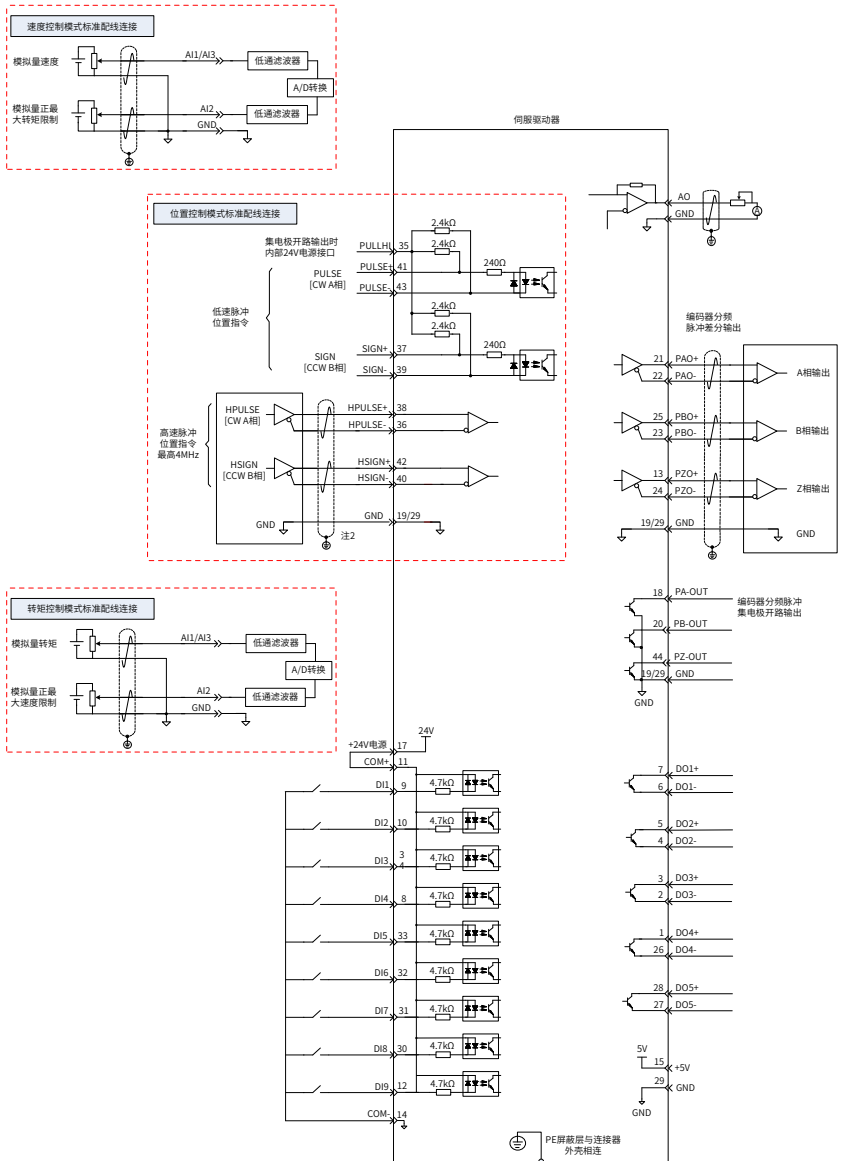 速度控制模式标准配线连接
模拟量速度
AI1/AI3
低通滤波器
A/D转换
模拟量正最
大转矩限制
AI2
低通滤波器
GND
伺服驱动器
AO
GND
A
位置控制模式标准配线连接
集电极开路输出时
内部24V电源接口
PULLHI
35
2.4kΩ
2.4kΩ
PULSE
[CW A相]
PULSE+
41
240Ω
PULSE-
43
低速脉冲
位置指令
2.4kΩ
2.4kΩ
SIGN
[CCW B相]
SIGN+
37
240Ω
SIGN-
39
高速脉冲
位置指令
最高4MHz
HPULSE
[CW A相]
HPULSE+
38
HPULSE-
36
HSIGN
[CCW B相]
HSIGN+
42
HSIGN-
40
GND
GND
19/29
注2
编码器分频
脉冲差分输出
21
PAO+
22
PAO-
A相输出
25
PBO+
23
PBO-
B相输出
13
PZO+
24
PZO-
Z相输出
19/29
GND
GND
18
PA-OUT
编码器分频脉冲
集电极开路输出
20
PB-OUT
44
PZ-OUT
19/29
GND
GND
转矩控制模式标准配线连接
模拟量转矩
AI1/AI3
低通滤波器
A/D转换
模拟量正最
大速度限制
AI2
低通滤波器
GND
24V
+24V电源
17
COM+
11
DI1
9
4.7kΩ
DI2
10
4.7kΩ
DI3
3
4
4.7kΩ
DI4
8
4.7kΩ
DI5
33
4.7kΩ
DI6
32
4.7kΩ
DI7
31
4.7kΩ
DI8
30
4.7kΩ
DI9
12
4.7kΩ
COM-
14
7
DO1+
6
DO1-
5
DO2+
4
DO2-
3
DO3+
2
DO3-
1
DO4+
26
DO4-
28
DO5+
27
DO5-
5V
15
+5V
29
GND
GND
PE屏蔽层与连接器
外壳相连